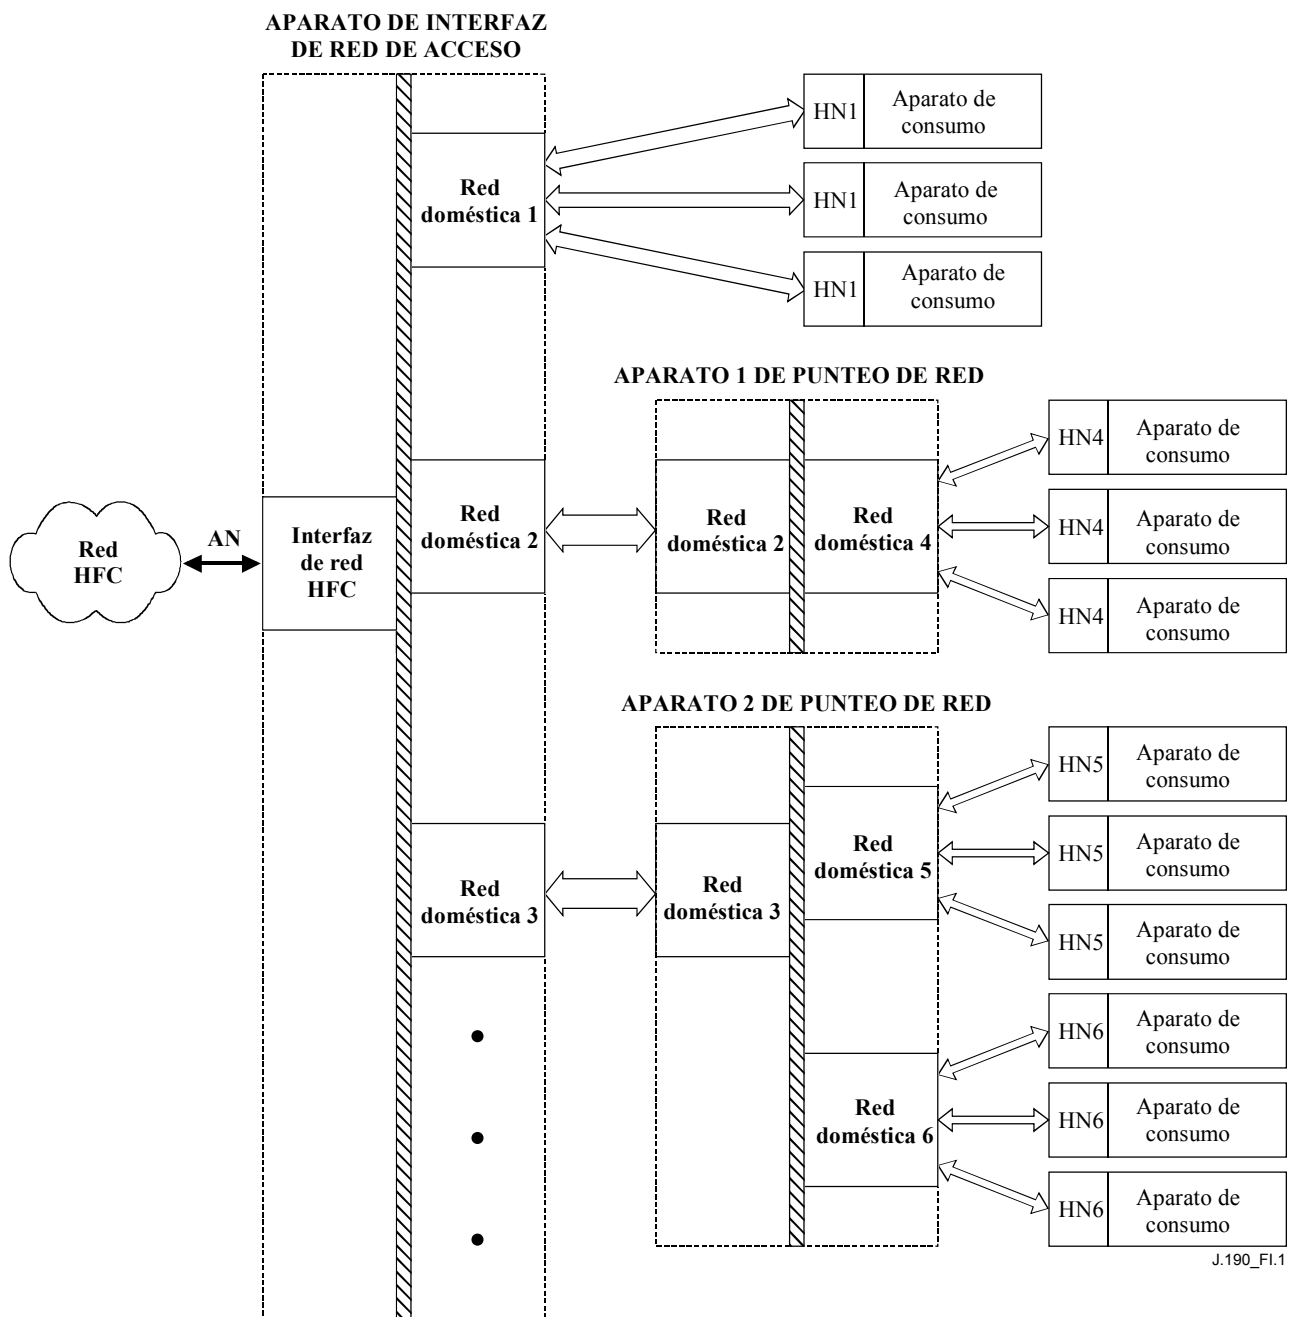 APARATO DE INTERFAZ
DE RED DE ACCESO
HN1
Aparato de
consumo
Red
doméstica 1
HN1
Aparato de
consumo
HN1
Aparato de
consumo
APARATO 1 DE PUNTEO DE RED
HN4
Aparato de
consumo
Red
HFC
AN
Interfaz
de red
HFC
Red
doméstica 2
Red
doméstica 2
Red
doméstica 4
HN4
Aparato de
consumo
HN4
Aparato de
consumo
APARATO 2 DE PUNTEO DE RED
HN5
Aparato de
consumo
Red
doméstica 3
Red
doméstica 3
Red
doméstica 5
HN5
Aparato de
consumo
HN5
Aparato de
consumo
HN6
Aparato de
consumo
Red
doméstica 6
HN6
Aparato de
consumo
HN6
Aparato de
consumo
J.190_FI.1